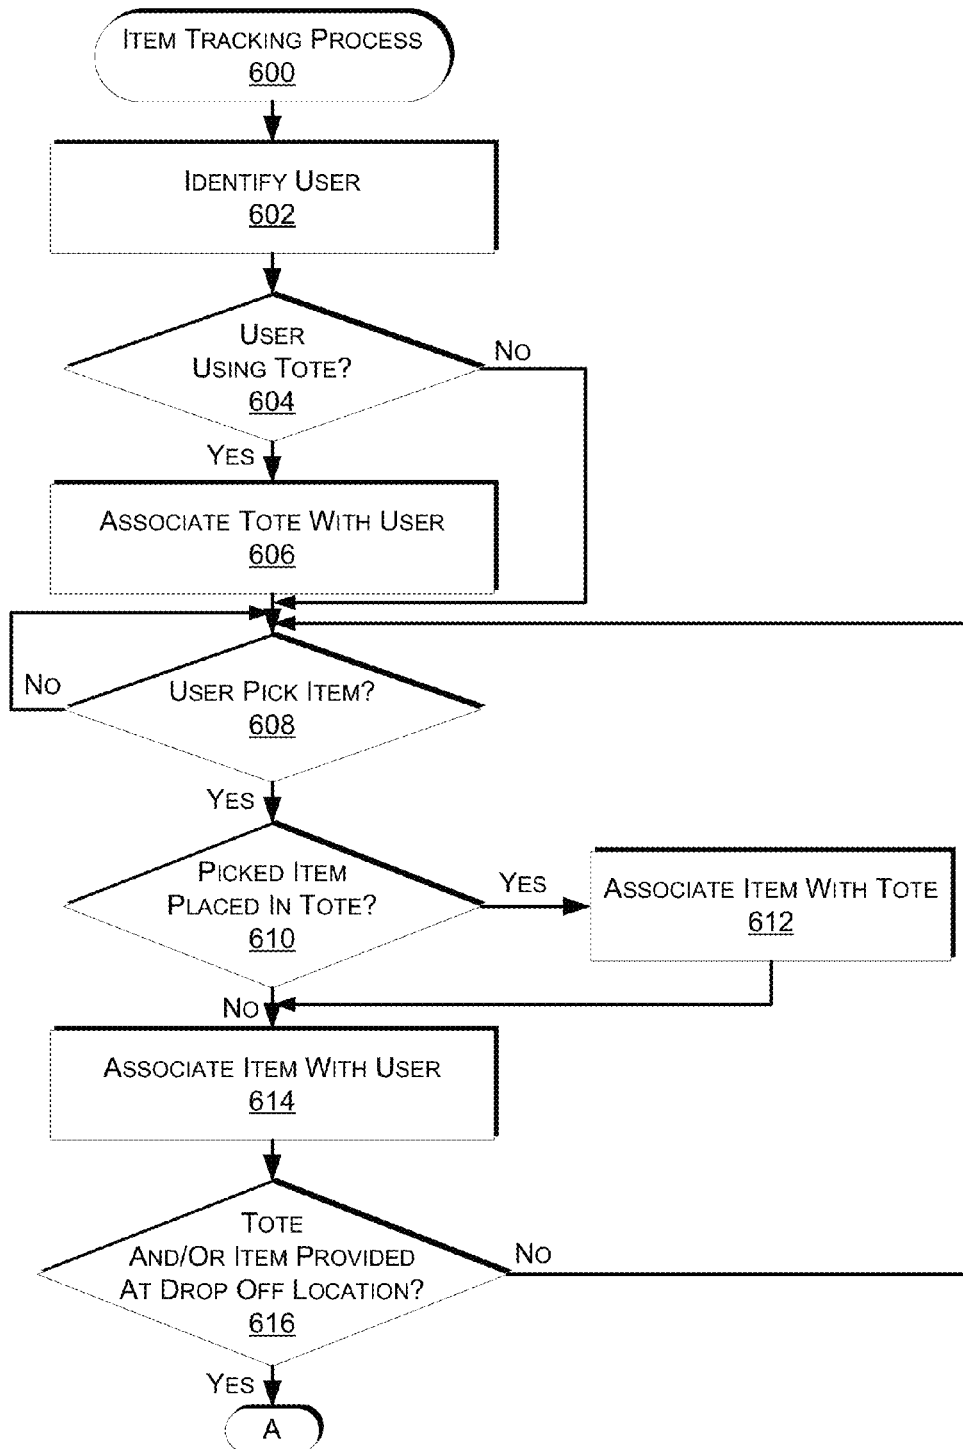 ITEM TRACKING PROCESS
600
IDENTIFY USER
602
USER
USING TOTE?
604
NO
YES
ASSOCIATE TOTE WITH USER
606
NO
USER PICK ITEM?
608
YES
PICKED ITEM
PLACED IN TOTE?
610
YES
ASSOCIATE ITEM WITH TOTE
612
NO
ASSOCIATE ITEM WITH USER
614
TOTE
AND/OR ITEM PROVIDED
AT DROP OFF LOCATION?
616
NO
YES
A